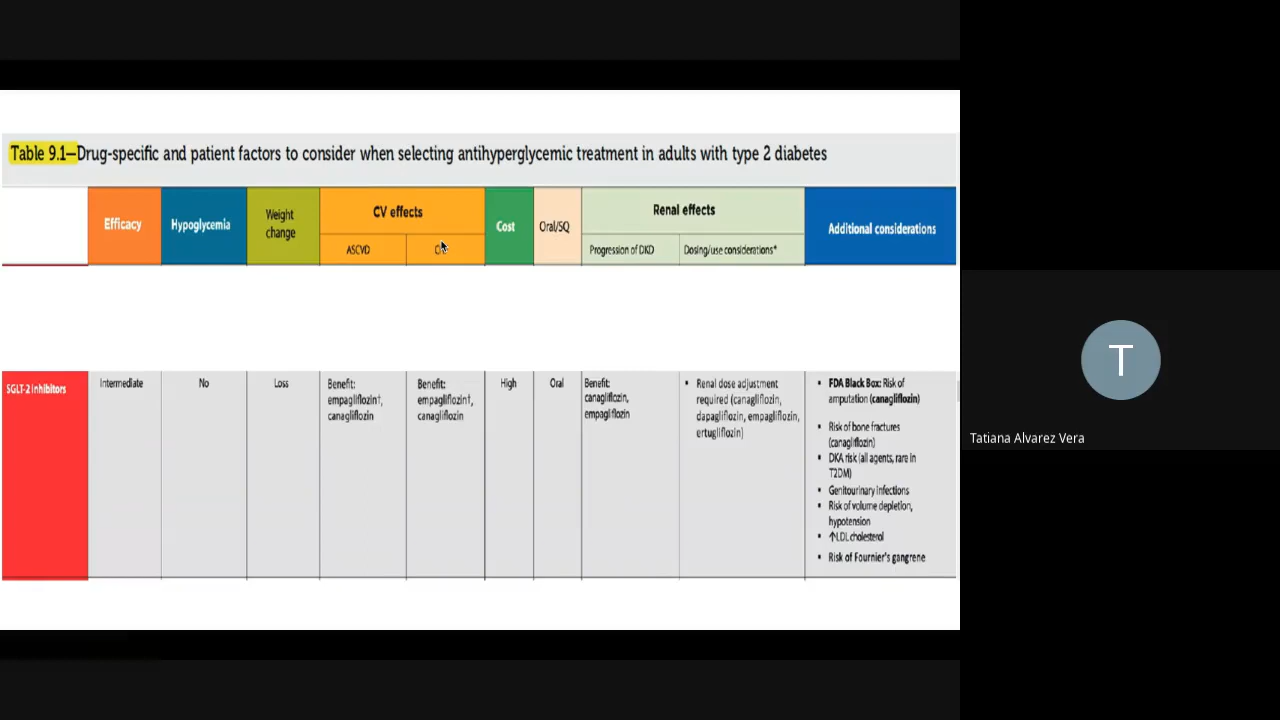 Table 9.1—Drug-specific and patient factors to consider when selecting antihyperglycemic treatment in adults with type 2 diabetes
Efficacy
Hypoglycemia
Weight
change
CV effects
ASCVD
Cost
Oral/SQ
Renal effects
Progression of DKD
Dosing/use considerations*
Additional considerations
SGLT-2 inhibitors
Intermediate
No
Loss
Benefit:
empagliflozin†,
canagliflozin
Benefit:
empagliflozin†,
canagliflozin
High
Oral
Benefit:
canagliflozin,
empagliflozin
• Renal dose adjustment
required (canagliflozin,
dapagliflozin, empagliflozin,
ertugliflozin)
• FDA Black Box: Risk of
amputation (canagliflozin)
• Risk of bone fractures
(canagliflozin)
• DKA risk (all agents, rare in
T2DM)
• Genitourinary infections
• Risk of volume depletion,
hypotension
• ↑LDL cholesterol
• Risk of Fournier's gangrene
T
Tatiana Alvarez Vera